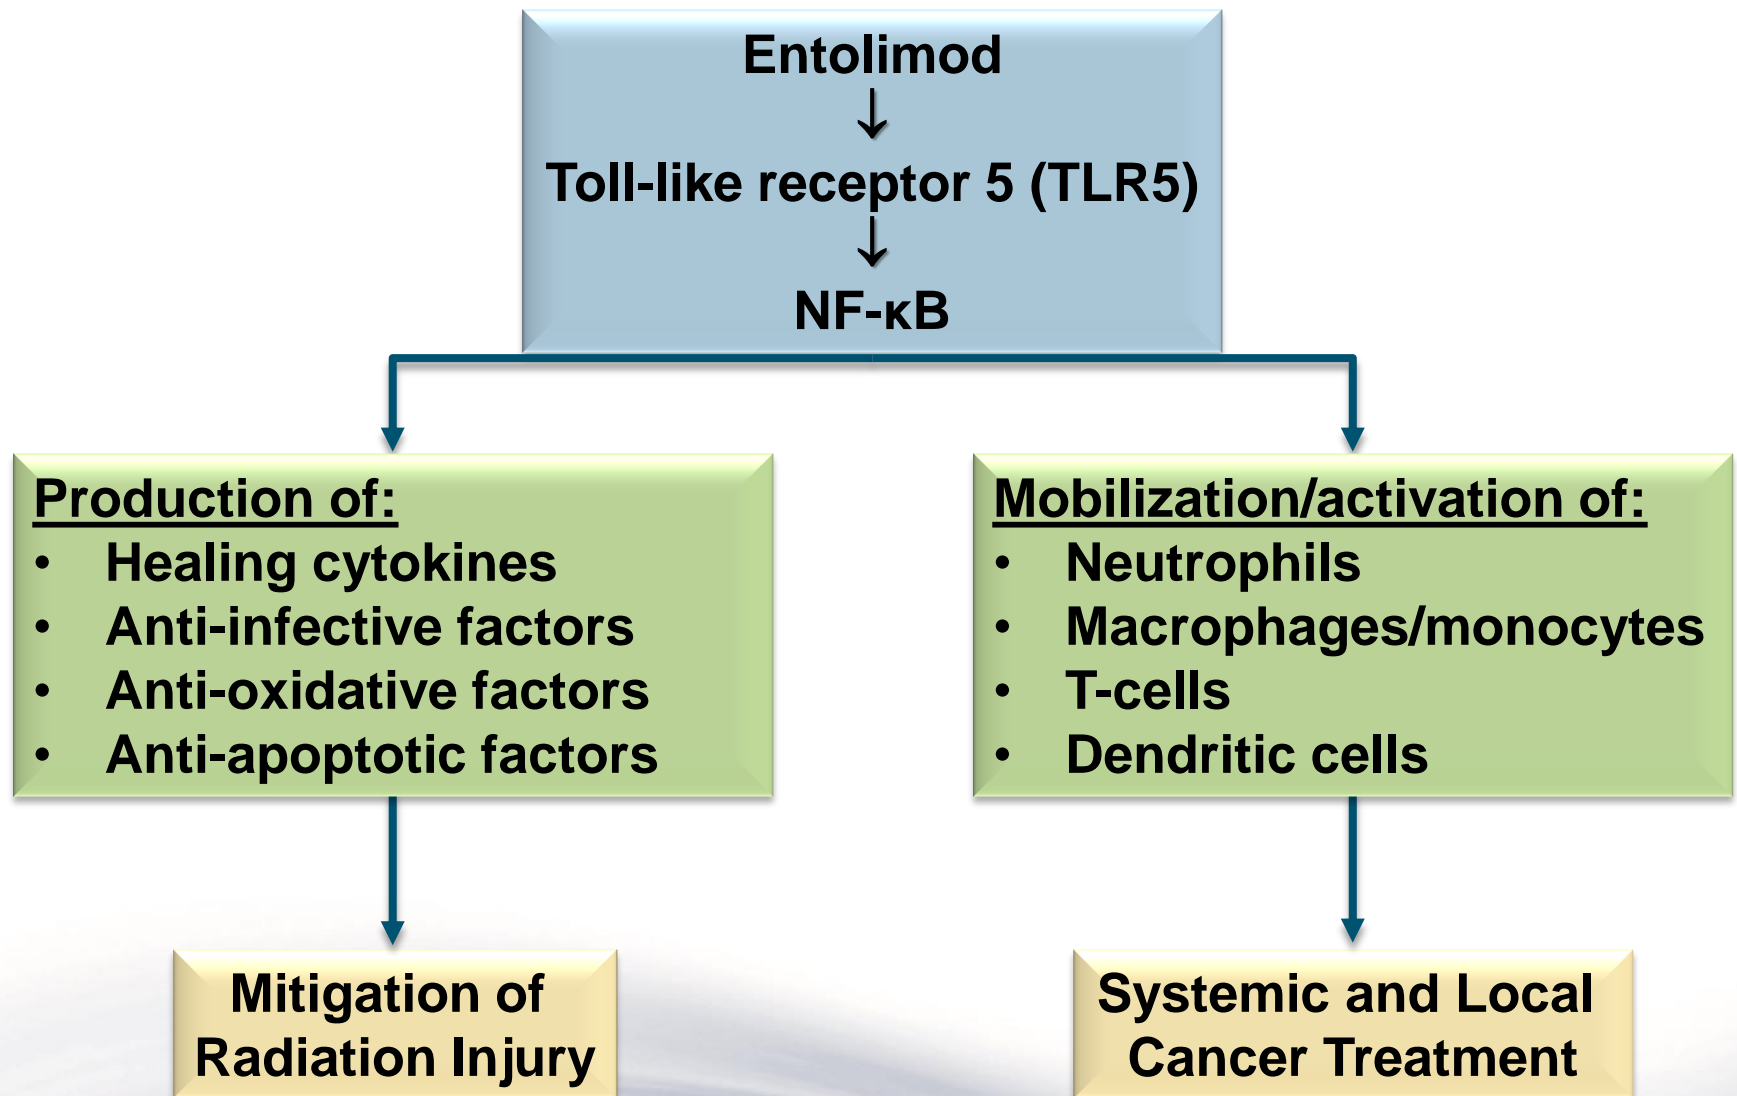 Entolimod
↓
Toll-like receptor 5 (TLR5)
↓
NF-κB
Production of:
• Healing cytokines
• Anti-infective factors
• Anti-oxidative factors
• Anti-apoptotic factors
Mobilization/activation of:
• Neutrophils
• Macrophages/monocytes
• T-cells
• Dendritic cells
Mitigation of
Radiation Injury
Systemic and Local
Cancer Treatment